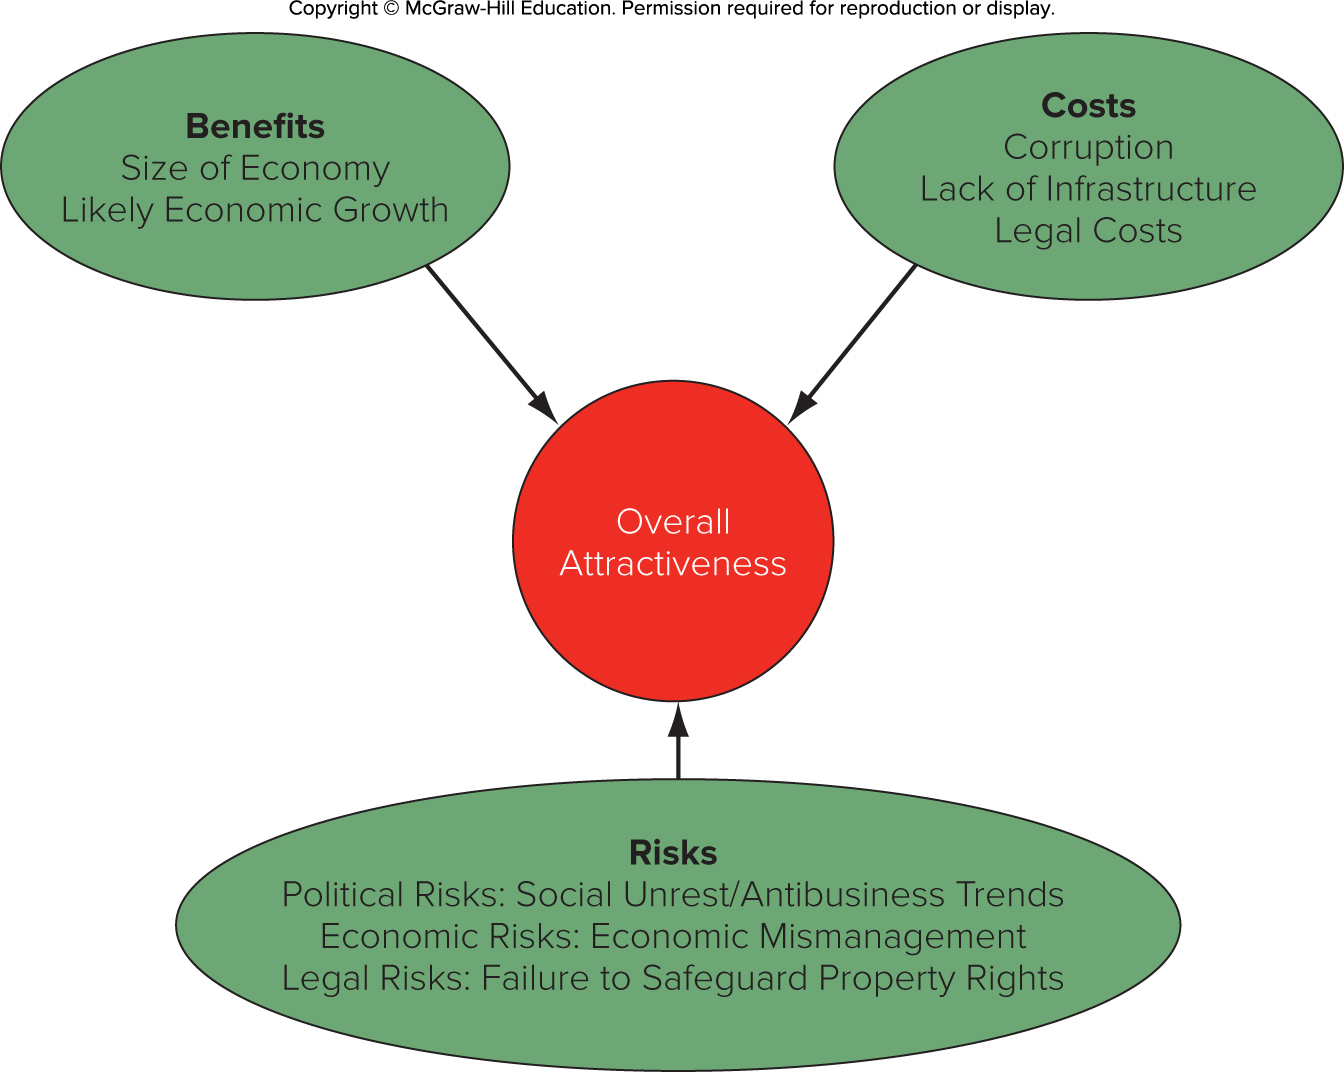 Copyright © McGraw-Hill Education. Permission required for reproduction or display.
Benefits
Size of Economy
Likely Economic Growth
Costs
Corruption
Lack of Infrastructure
Legal Costs
Overall
Attractiveness
Risks
Political Risks: Social Unrest/Antibusiness Trends
Economic Risks: Economic Mismanagement
Legal Risks: Failure to Safeguard Property Rights